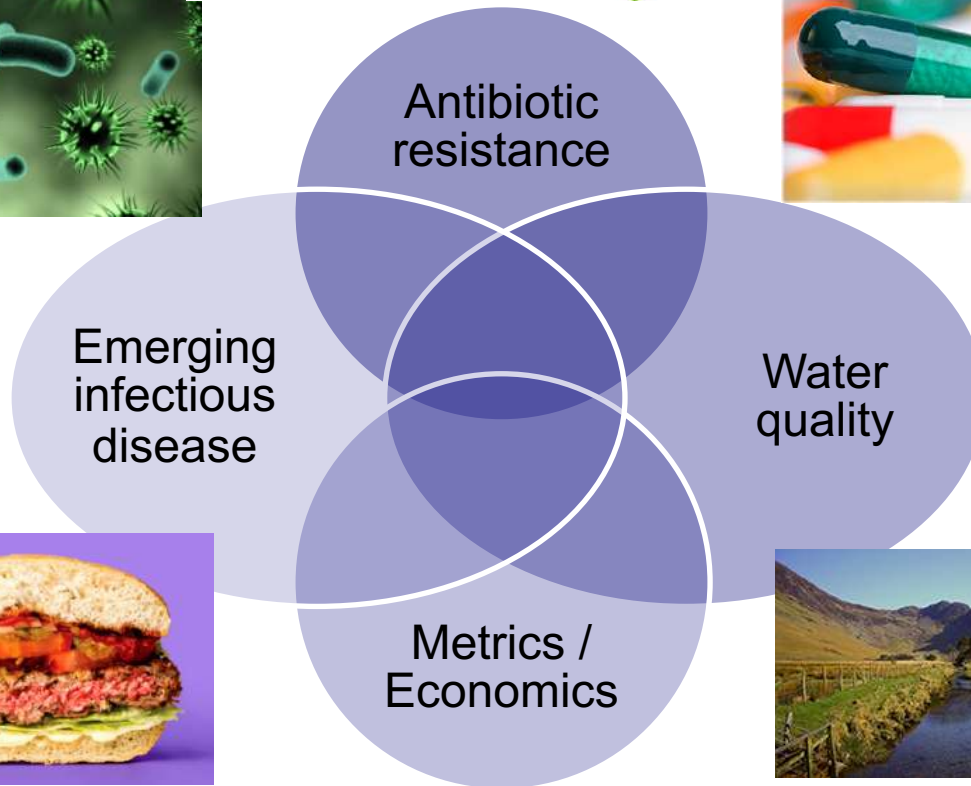 Antibiotic
resistance
Emerging
infectious
disease
Water
quality
Metrics /
Economics